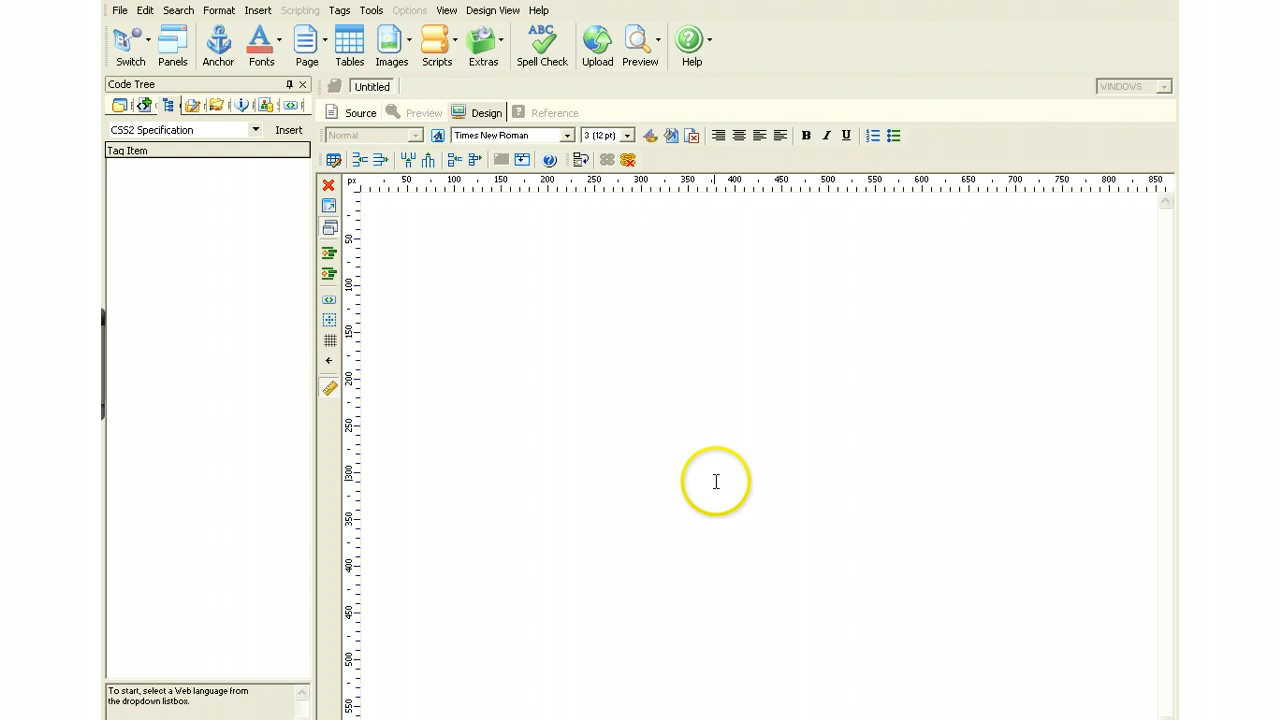 File Edit Search Format Insert Scripting Tags Tools Options View Design View Help
Switch Panels Anchor Fonts Page Tables Images Scripts Extras Spell Check Upload Preview Help
ABC
Code Tree
Untitled
WINDOWS
Source Preview Design Reference
CSS2 Specification Insert
Normal Times New Roman 3 (12 pt) B I U
Tag Item
px 50 100 150 200 250 300 350 400 450 500 550 600 650 700 750 800 850
50
100
150
200
250
300
350
400
450
500
550
To start, select a Web language from
the dropdown listbox.